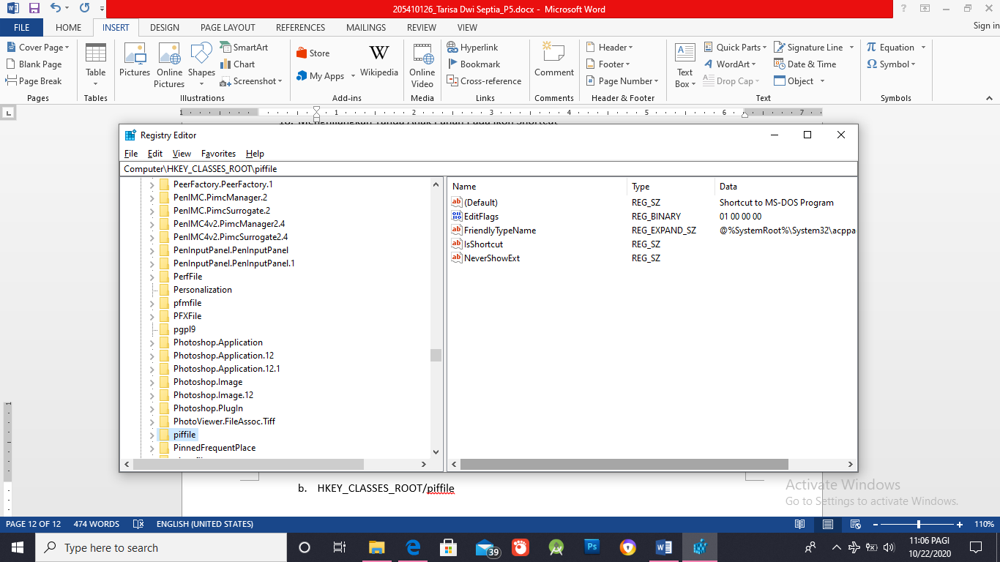 205410126_Tarisa Dwi Septia_P5.docx - Microsoft Word
FILE HOME INSERT DESIGN PAGE LAYOUT REFERENCES MAILINGS REVIEW VIEW Sign in
Cover Page
Blank Page
Page Break
Pages
Table
Tables
Pictures
Online Pictures
Shapes
SmartArt
Chart
Screenshot
Illustrations
Store
My Apps
Wikipedia
Add-ins
Online Video
Media
Hyperlink
Bookmark
Cross-reference
Links
Comment
Comments
Header
Footer
Page Number
Header & Footer
Text Box
Quick Parts
WordArt
Drop Cap
Signature Line
Date & Time
Object
Text
Equation
Symbol
Symbols
1 1 2 3 4 5 6 7
Registry Editor
File Edit View Favorites Help
Computer\HKEY_CLASSES_ROOT\piffile
PeerFactory.PeerFactory.1
PenIMC.PimcManager.2
PenIMC.PimcSurrogate.2
PenIMC4v2.PimcManager2.4
PenIMC4v2.PimcSurrogate2.4
PenInputPanel.PenInputPanel
PenInputPanel.PenInputPanel.1
PerfFile
Personalization
pfmfile
PFXFile
pgpl9
Photoshop.Application
Photoshop.Application.12
Photoshop.Application.12.1
Photoshop.Image
Photoshop.Image.12
Photoshop.PlugIn
PhotoViewer.FileAssoc.Tiff
piffile
PinnedFrequentPlace
Name Type Data
(Default) REG_SZ Shortcut to MS-DOS Program
EditFlags REG_BINARY 01 00 00 00
FriendlyTypeName REG_EXPAND_SZ @%SystemRoot%\System32\acppa
IsShortcut REG_SZ
NeverShowExt REG_SZ
b. HKEY_CLASSES_ROOT/piffile
Activate Windows
Go to Settings to activate Windows.
PAGE 12 OF 12 474 WORDS ENGLISH (UNITED STATES) 110%
Type here to search
39
Ps
11:06 PAGI
10/22/2020